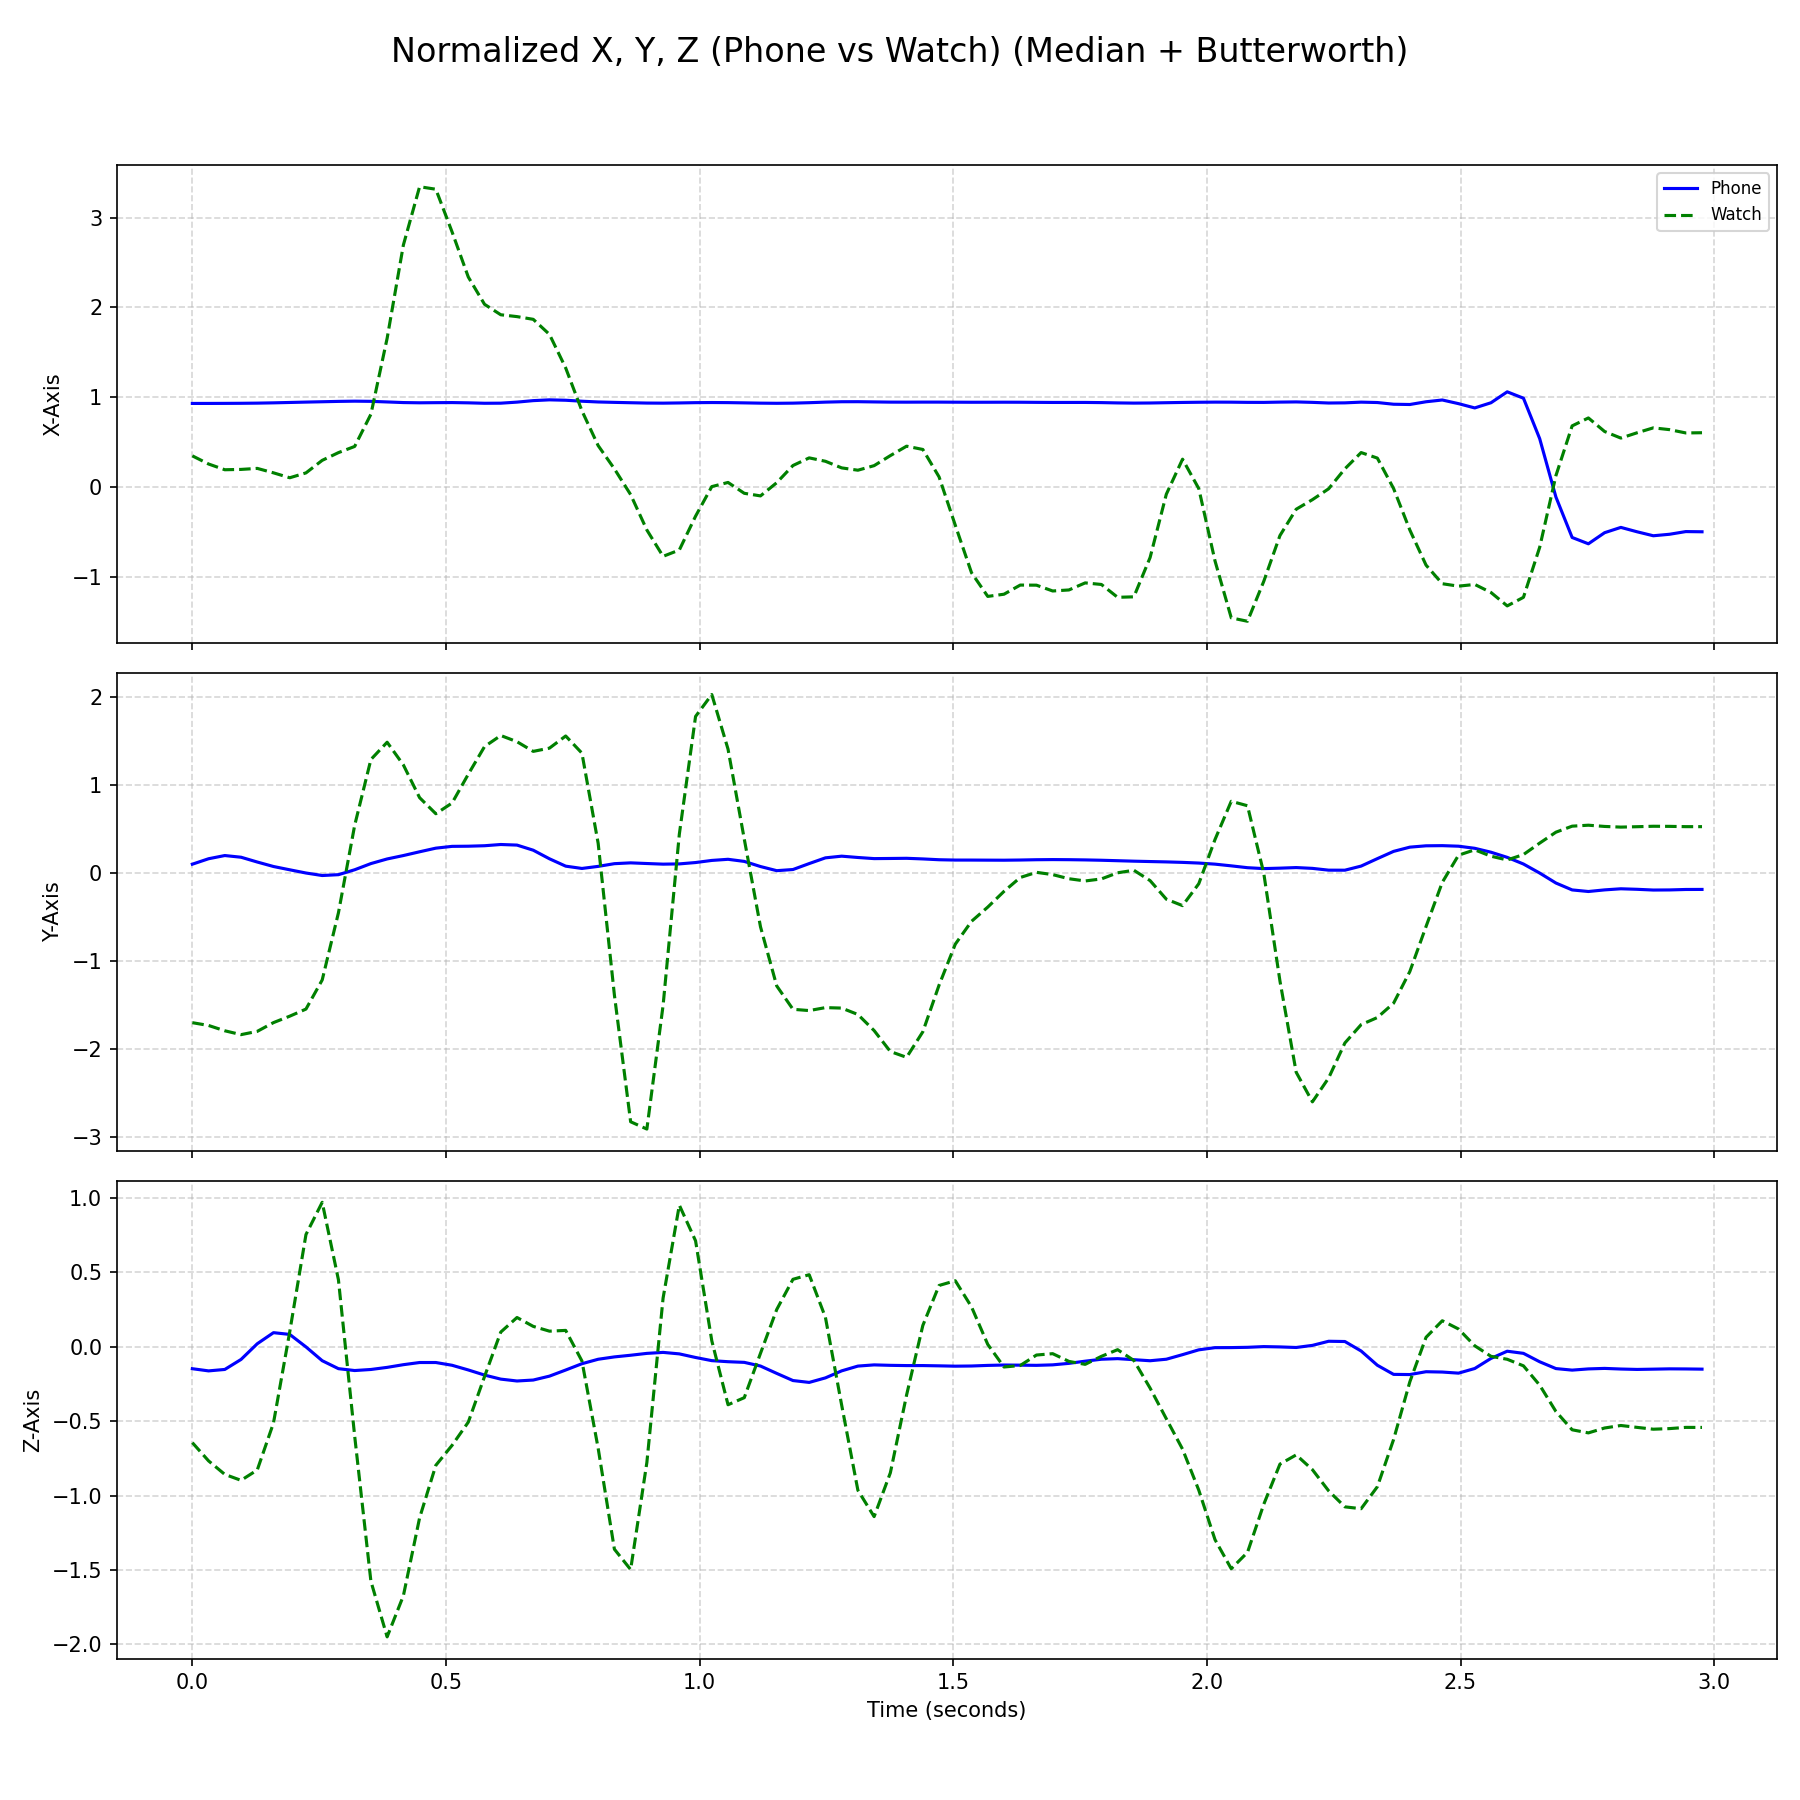 Normalized X, Y, Z (Phone vs Watch) (Median + Butterworth)
Phone
Watch
X-Axis
3
2
1
0
−1
Y-Axis
2
1
0
−1
−2
−3
Z-Axis
1.0
0.5
0.0
−0.5
−1.0
−1.5
−2.0
0.0 0.5 1.0 1.5 2.0 2.5 3.0
Time (seconds)